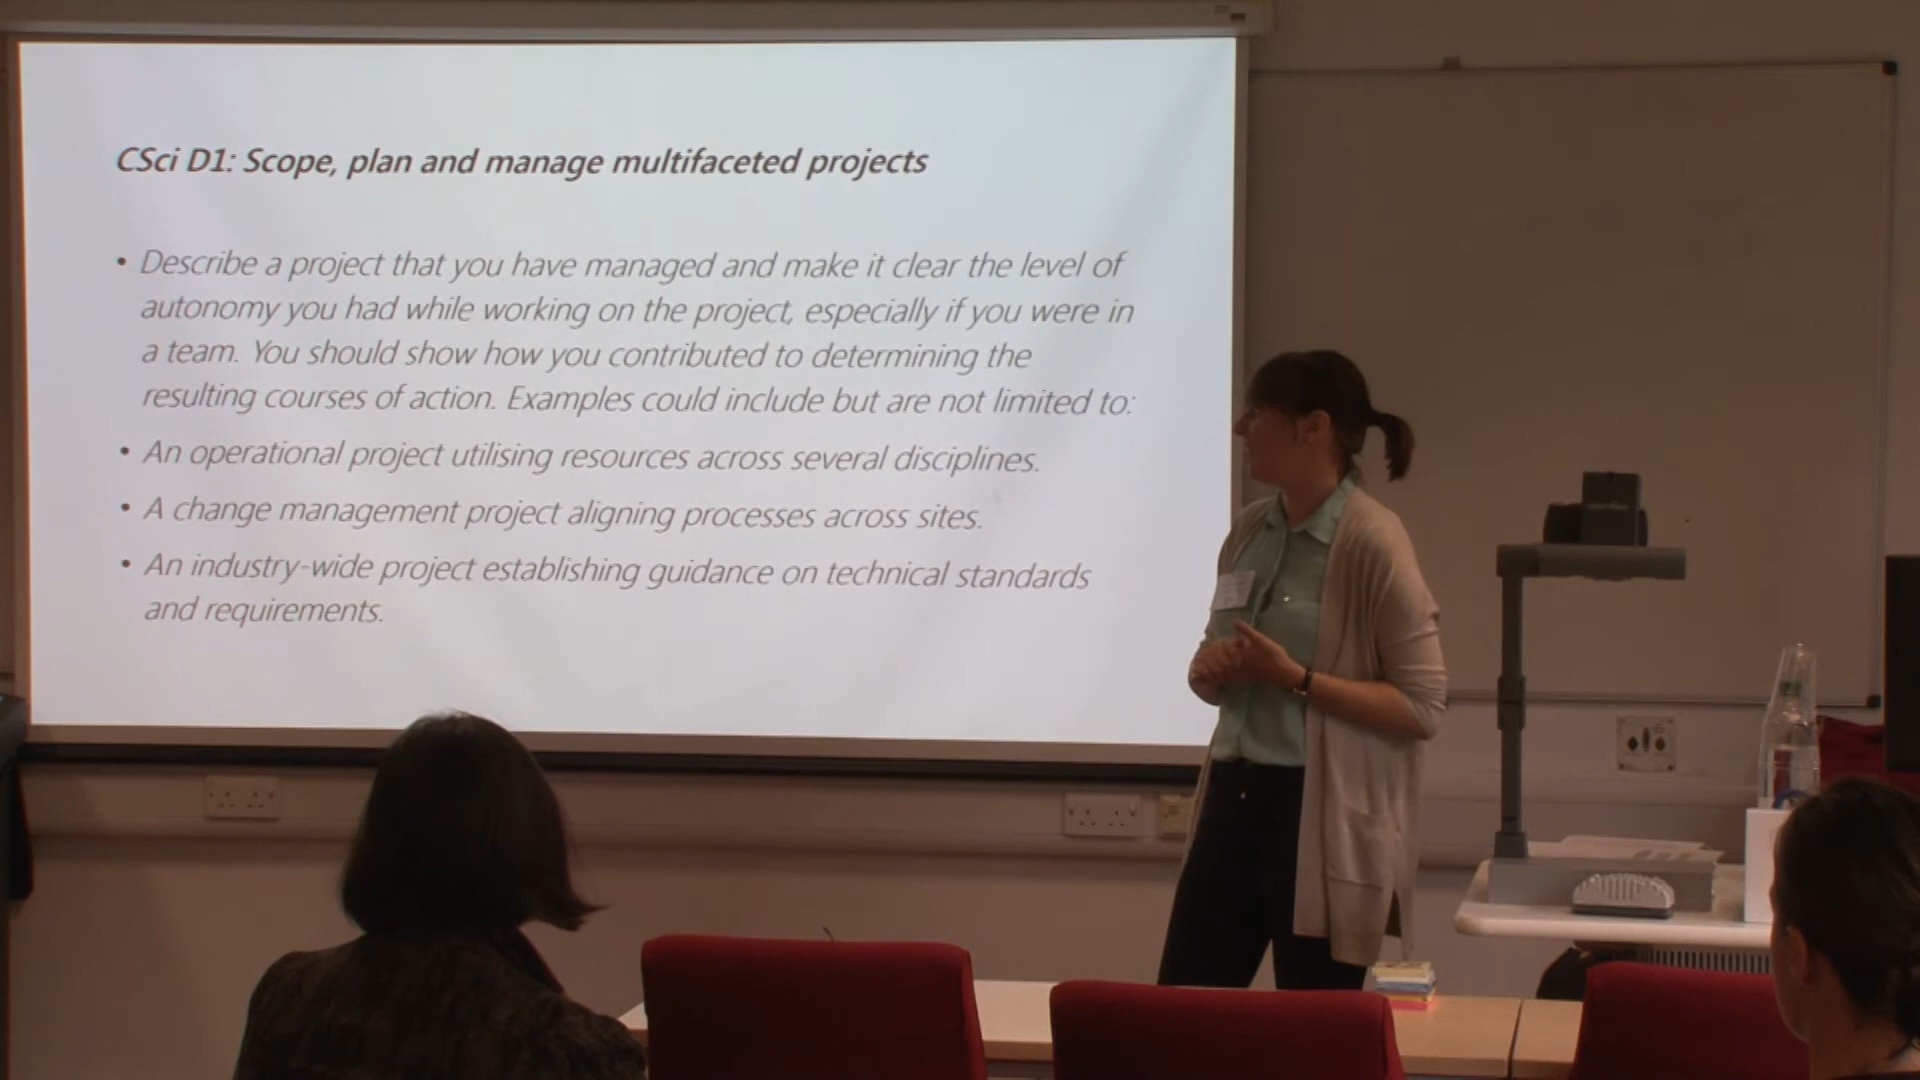 CSci D1: Scope, plan and manage multifaceted projects
• Describe a project that you have managed and make it clear the level of
autonomy you had while working on the project, especially if you were in
a team. You should show how you contributed to determining the
resulting courses of action. Examples could include but are not limited to:
• An operational project utilising resources across several disciplines.
• A change management project aligning processes across sites.
• An industry-wide project establishing guidance on technical standards
and requirements.